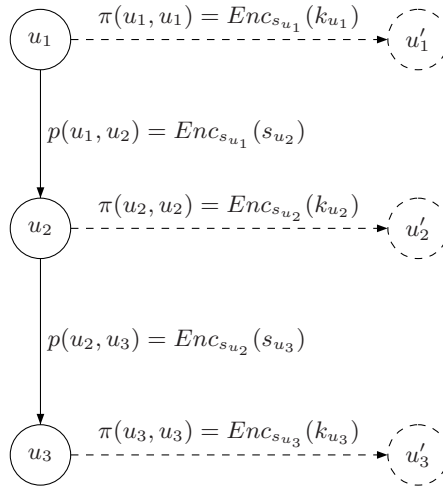 u_1 π(u_1, u_1) = Enc_{s_{u_1}}(k_{u_1}) u'_1
p(u_1, u_2) = Enc_{s_{u_1}}(s_{u_2})
u_2 π(u_2, u_2) = Enc_{s_{u_2}}(k_{u_2}) u'_2
p(u_2, u_3) = Enc_{s_{u_2}}(s_{u_3})
u_3 π(u_3, u_3) = Enc_{s_{u_3}}(k_{u_3}) u'_3